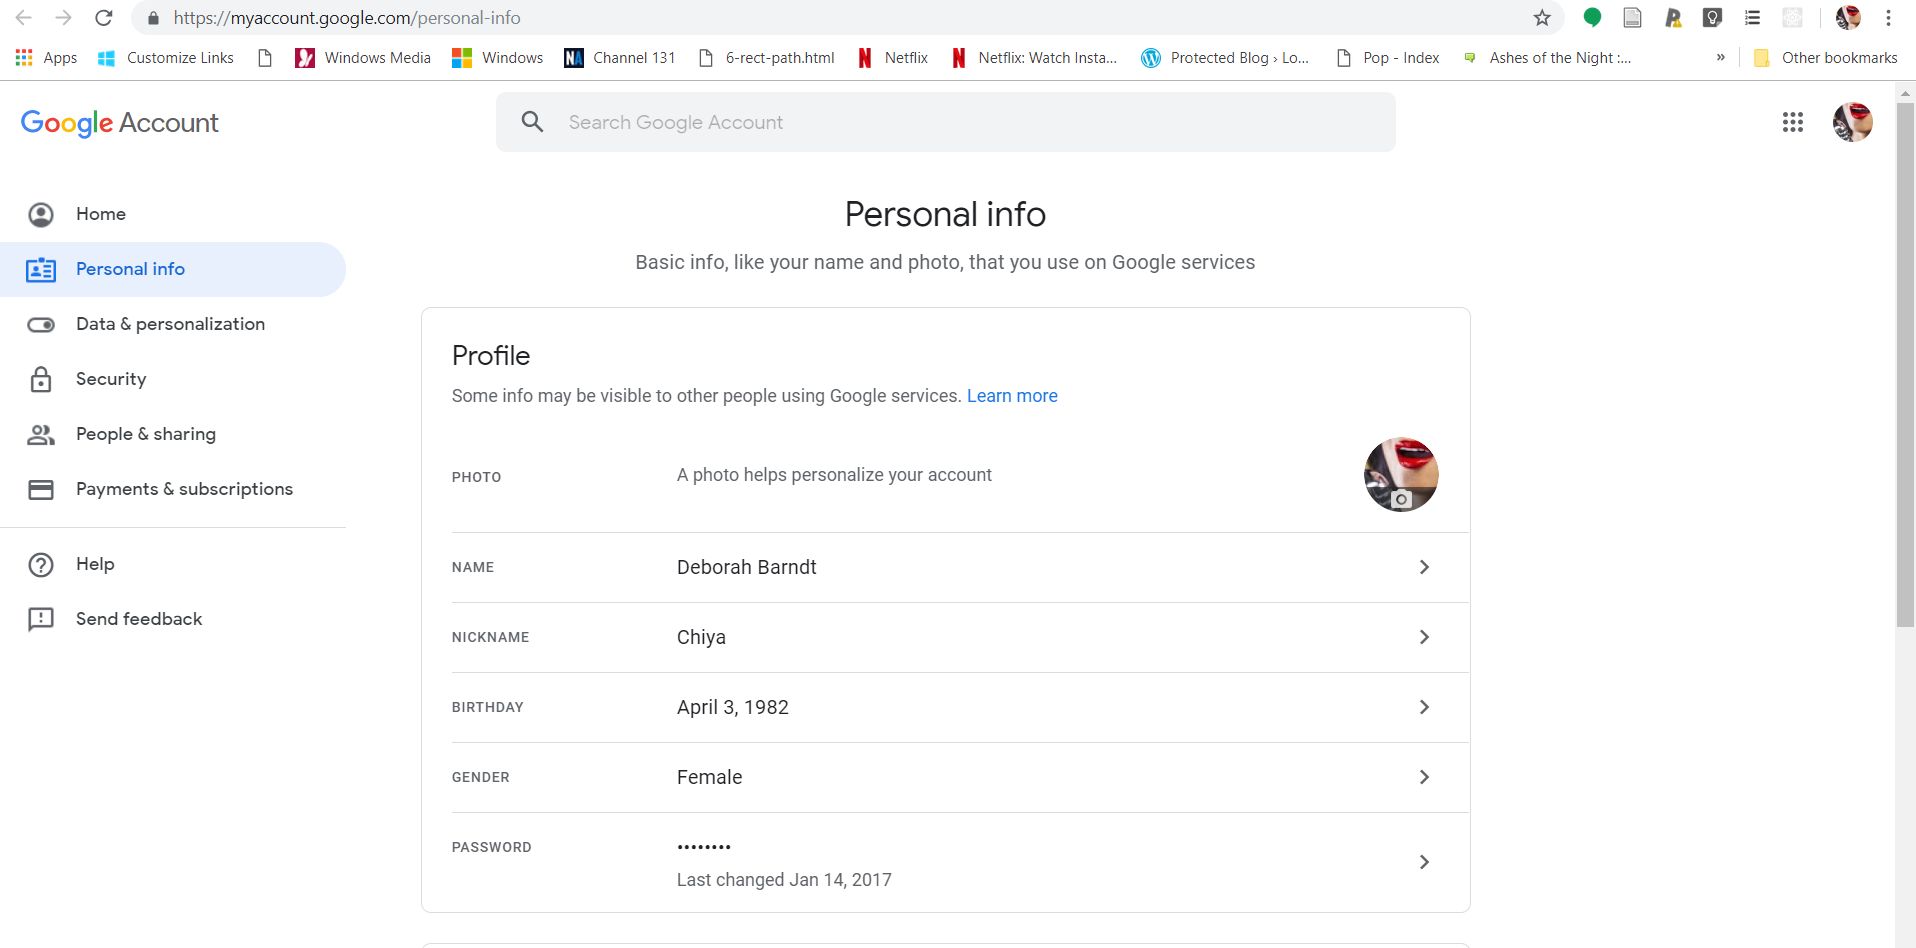 https://myaccount.google.com/personal-info
Apps Customize Links Windows Media Windows Channel 131 6-rect-path.html Netflix Netflix: Watch Insta... Protected Blog › Lo... Pop - Index Ashes of the Night :... » Other bookmarks
Google Account
Search Google Account
Home
Personal info
Data & personalization
Security
People & sharing
Payments & subscriptions
Help
Send feedback
Personal info
Basic info, like your name and photo, that you use on Google services
Profile
Some info may be visible to other people using Google services. Learn more
PHOTO A photo helps personalize your account
NAME Deborah Barndt
NICKNAME Chiya
BIRTHDAY April 3, 1982
GENDER Female
PASSWORD ••••••••
Last changed Jan 14, 2017